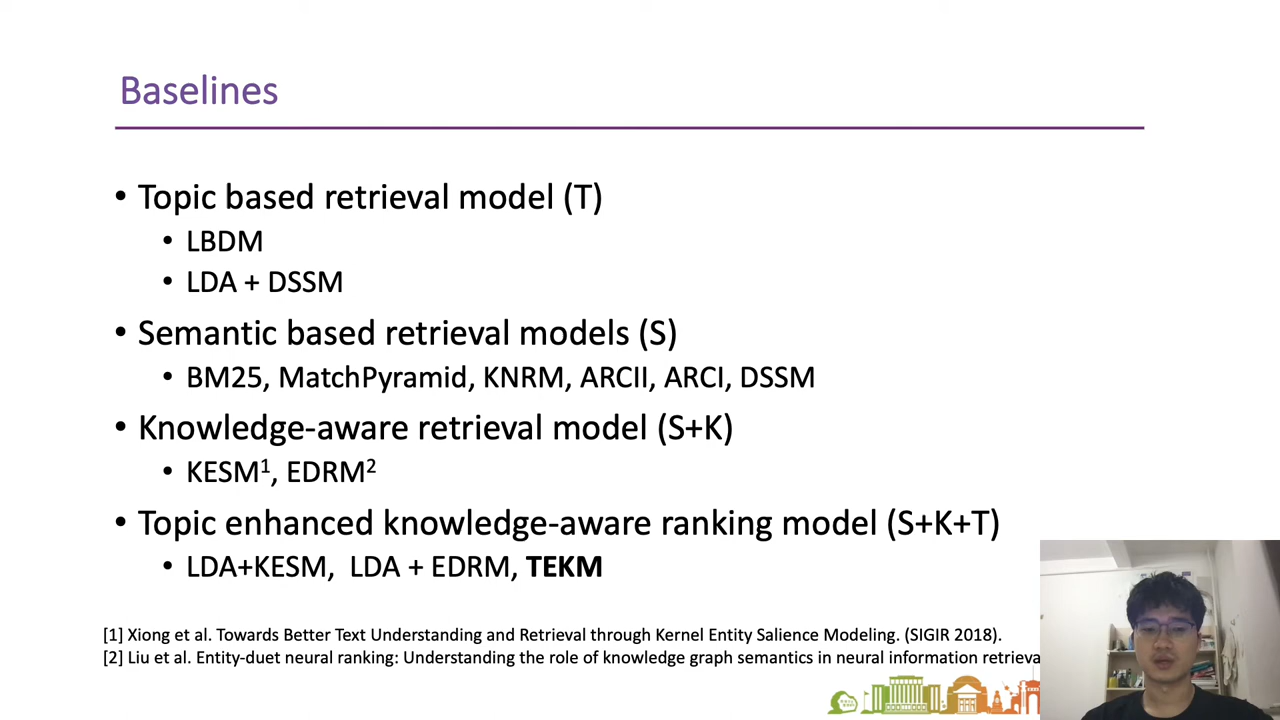 Baselines
• Topic based retrieval model (T)
• LBDM
• LDA + DSSM
• Semantic based retrieval models (S)
• BM25, MatchPyramid, KNRM, ARCII, ARCI, DSSM
• Knowledge-aware retrieval model (S+K)
• KESM¹, EDRM²
• Topic enhanced knowledge-aware ranking model (S+K+T)
• LDA+KESM, LDA + EDRM, TEKM
[1] Xiong et al. Towards Better Text Understanding and Retrieval through Kernel Entity Salience Modeling. (SIGIR 2018).
[2] Liu et al. Entity-duet neural ranking: Understanding the role of knowledge graph semantics in neural information retrieva